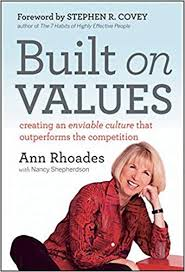 Foreword by STEPHEN R. COVEY
author of The 7 Habits of Highly Effective People
Built on
VALUES
creating an enviable culture that
outperforms the competition
Ann Rhoades
with Nancy Shepherdson